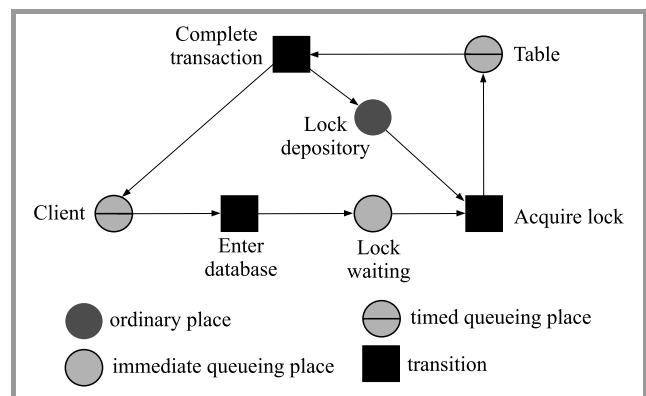 Complete
transaction
Table
Lock
depository
Client
Acquire lock
Enter
database
Lock
waiting
ordinary place
timed queueing place
immediate queueing place
transition